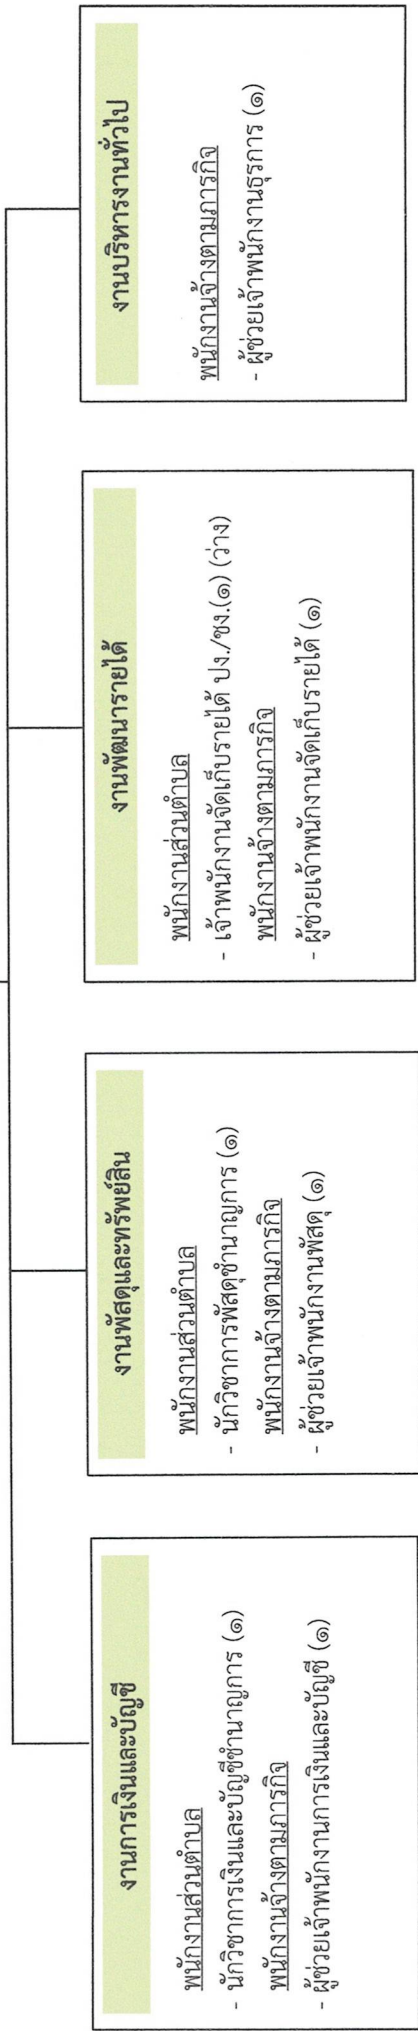 งานการเงินและบัญชี
พนักงานส่วนตำบล
- นักวิชาการเงินและบัญชีชำนาญการ (๑)
พนักงานจ้างตามภารกิจ
- ผู้ช่วยเจ้าพนักงานการเงินและบัญชี (๑)
งานพัสดุและทรัพย์สิน
พนักงานส่วนตำบล
- นักวิชาการพัสดุชำนาญการ (๑)
พนักงานจ้างตามภารกิจ
- ผู้ช่วยเจ้าพนักงานพัสดุ (๑)
งานพัฒนารายได้
พนักงานส่วนตำบล
- เจ้าพนักงานจัดเก็บรายได้ ปง./ชง.(๑) (ว่าง)
พนักงานจ้างตามภารกิจ
- ผู้ช่วยเจ้าพนักงานจัดเก็บรายได้ (๑)
งานบริหารงานทั่วไป
พนักงานจ้างตามภารกิจ
- ผู้ช่วยเจ้าพนักงานธุรการ (๑)